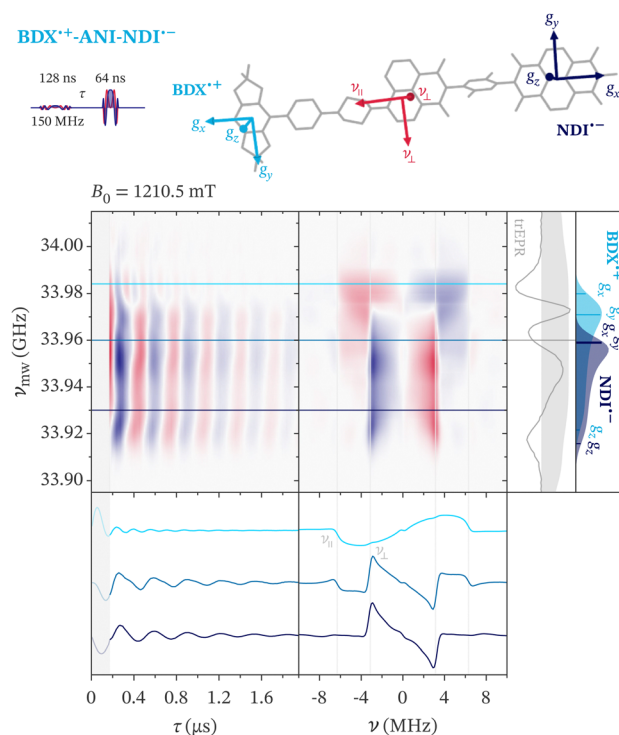 BDX•+-ANI-NDI•−
128 ns 64 ns
τ
150 MHz
BDX•+
gx
gz
gy
ν||
ν⊥
ν⊥
gy
gz
gx
NDI•−
B0 = 1210.5 mT
νmw (GHz)
34.00
33.98
33.96
33.94
33.92
33.90
trEPR
BDX•+
gx
gy
gx
gy
NDI•−
gz
gz
ν||
ν⊥
0 0.4 0.8 1.2 1.6
-8 -4 0 4 8
τ (μs)
ν (MHz)